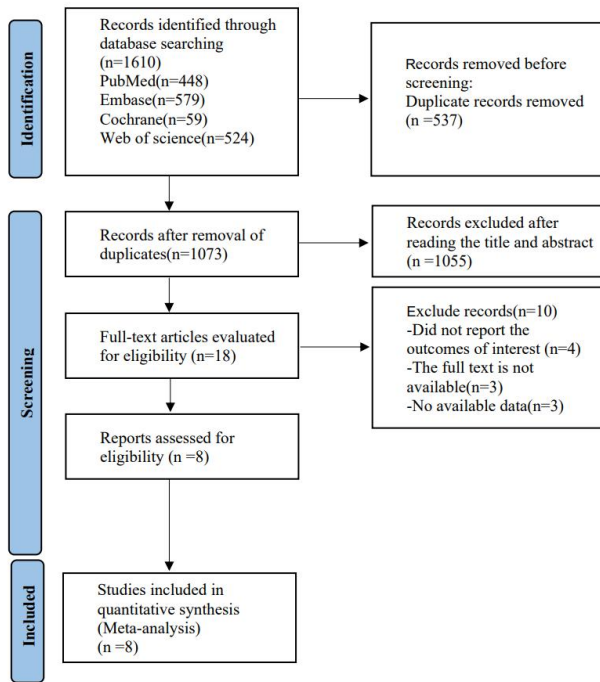 Identification
Records identified through
database searching
(n=1610)
PubMed(n=448)
Embase(n=579)
Cochrane(n=59)
Web of science(n=524)
Records removed before
screening:
Duplicate records removed
(n =537)
Screening
Records after removal of
duplicates(n=1073)
Records excluded after
reading the title and abstract
(n =1055)
Full-text articles evaluated
for eligibility (n=18)
Exclude records(n=10)
-Did not report the
outcomes of interest (n=4)
-The full text is not
available(n=3)
-No available data(n=3)
Reports assessed for
eligibility (n =8)
Included
Studies included in
quantitative synthesis
(Meta-analysis)
(n =8)